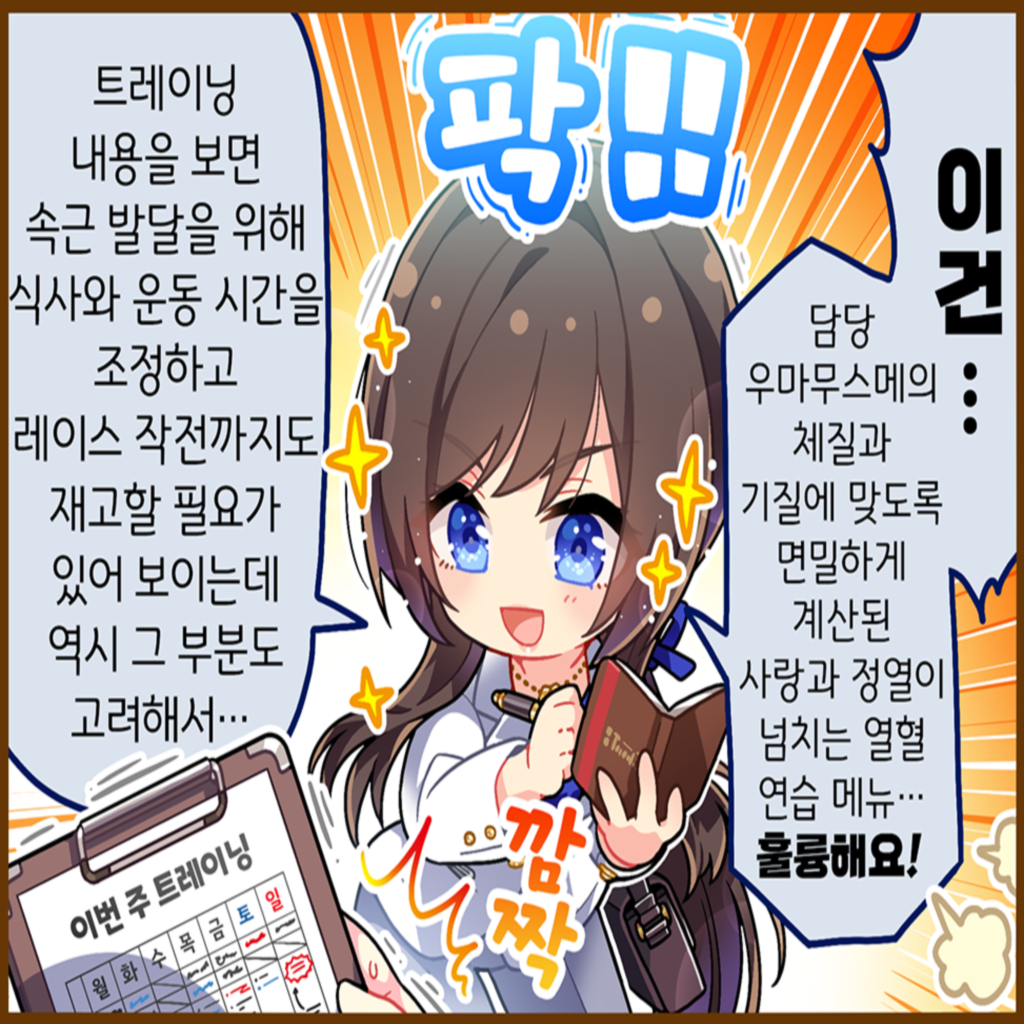 이건…
담당
우마무스메의
체질과
기질에 맞도록
면밀하게
계산된
사랑과 정열이
넘치는 열혈
연습 메뉴…
훌륭해요!
팍
트레이닝
내용을 보면
속근 발달을 위해
식사와 운동 시간을
조정하고
레이스 작전까지도
재고할 필요가
있어 보이는데
역시 그 부분도
고려해서…
깜
짝
이번 주 트레이닝
월 화 수 목 금 토 일